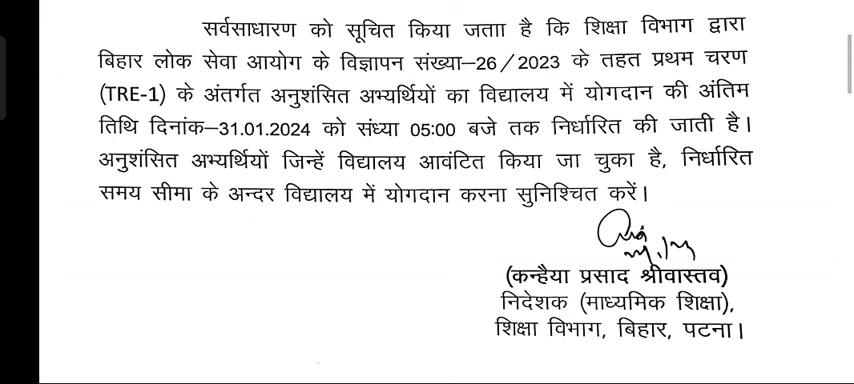 सर्वसाधारण को सूचित किया जताा है कि शिक्षा विभाग द्वारा
बिहार लोक सेवा आयोग के विज्ञापन संख्या–26/2023 के तहत प्रथम चरण
(TRE-1) के अंतर्गत अनुशंसित अभ्यर्थियों का विद्यालय में योगदान की अंतिम
तिथि दिनांक–31.01.2024 को संध्या 05:00 बजे तक निर्धारित की जाती है।
अनुशंसित अभ्यर्थियों जिन्हें विद्यालय आवंटित किया जा चुका है, निर्धारित
समय सीमा के अन्दर विद्यालय में योगदान करना सुनिश्चित करें।
(कन्हैया प्रसाद श्रीवास्तव)
निदेशक (माध्यमिक शिक्षा),
शिक्षा विभाग, बिहार, पटना।